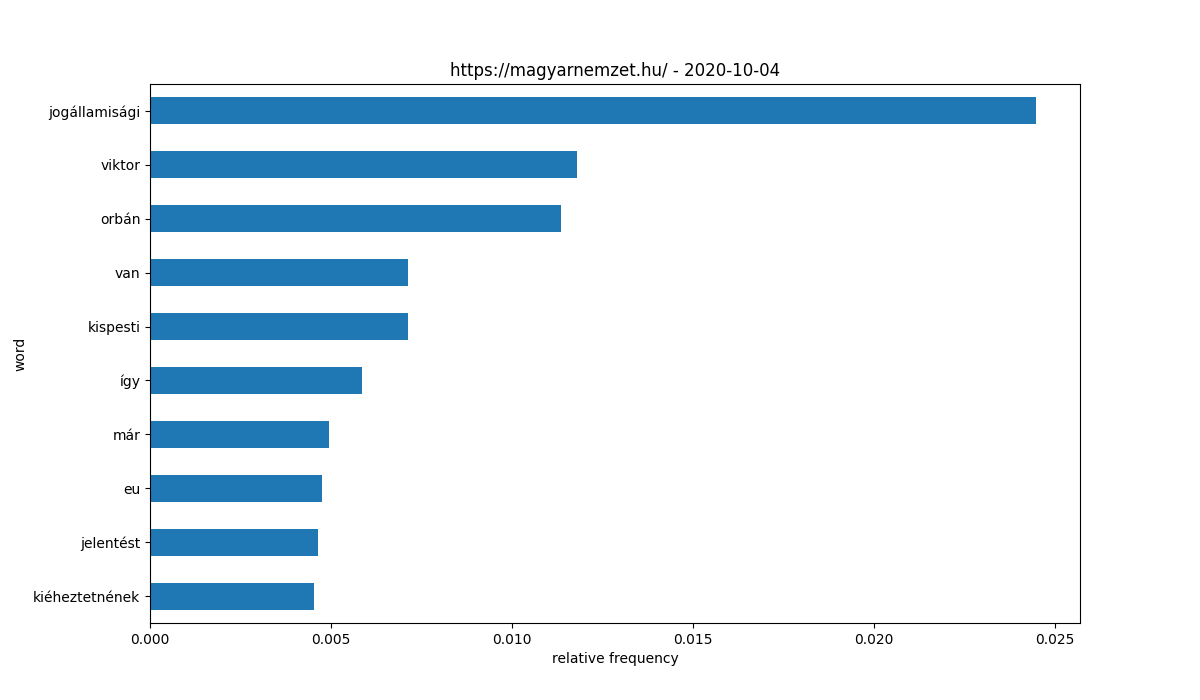 https://magyarnemzet.hu/ - 2020-10-04
jogállamisági
viktor
orbán
van
kispesti
így
már
eu
jelentést
kiéheztetnének
word
0.000 0.005 0.010 0.015 0.020 0.025
relative frequency